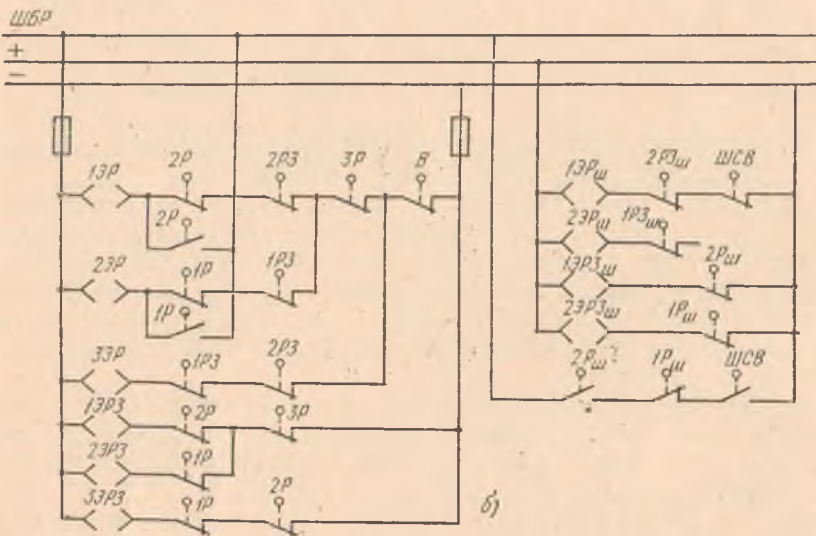 ШБР
+
−
1ЭР 2Р 2РЗ 3Р В
2Р
2ЭР 1Р 1РЗ
1Р
3ЭР 1РЗ 2РЗ
1ЭРЗ 2Р 3Р
2ЭРЗ 1Р
3ЭРЗ 1Р 2Р
1ЭРш 2РЗш ШСВ
2ЭРш 1РЗш
1ЭРЗш 2Рш
2ЭРЗш 1Рш
2Рш 1Рш ШСВ
б)